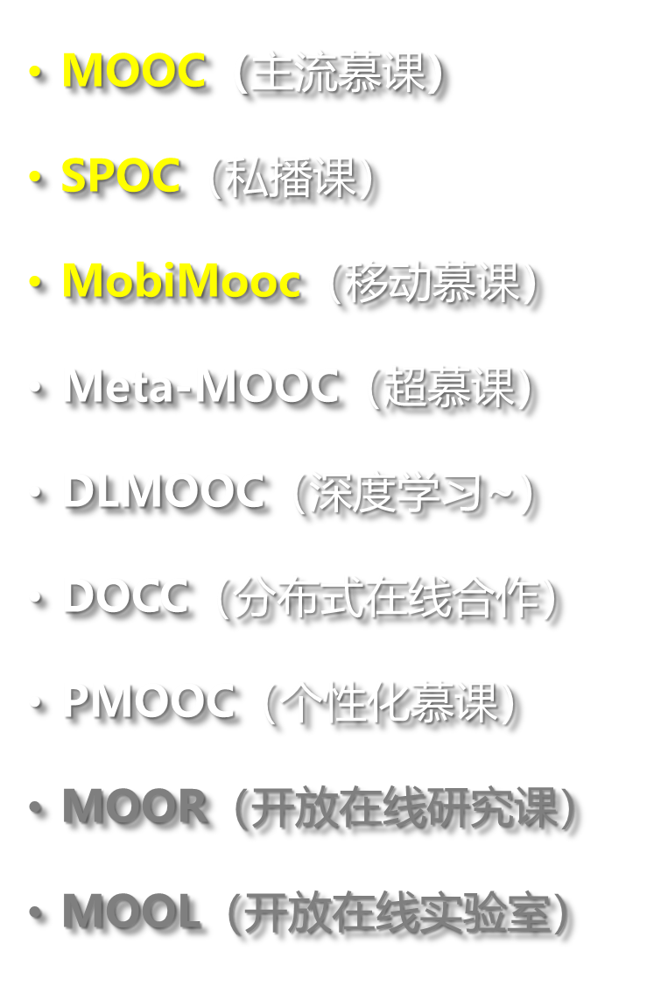 • MOOC（主流慕课）
• SPOC（私播课）
• MobiMooc（移动慕课）
• Meta-MOOC（超慕课）
• DLMOOC（深度学习~）
• DOCC（分布式在线合作）
• PMOOC（个性化慕课）
• MOOR（开放在线研究课）
• MOOL（开放在线实验室）